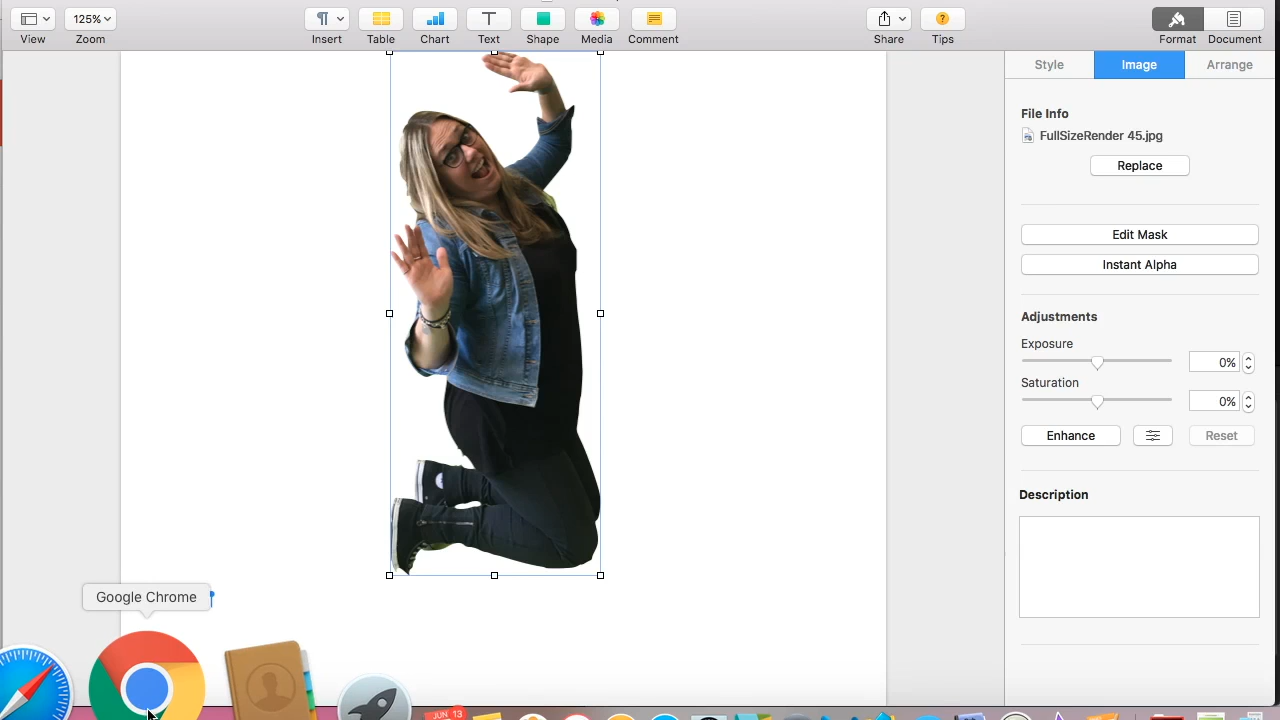 125%
View
Zoom
Insert
Table
Chart
Text
Shape
Media
Comment
Share
Tips
Format
Document
Style
Image
Arrange
File Info
FullSizeRender 45.jpg
Replace
Edit Mask
Instant Alpha
Adjustments
Exposure
0%
Saturation
0%
Enhance
Reset
Description
Google Chrome
JUN 13